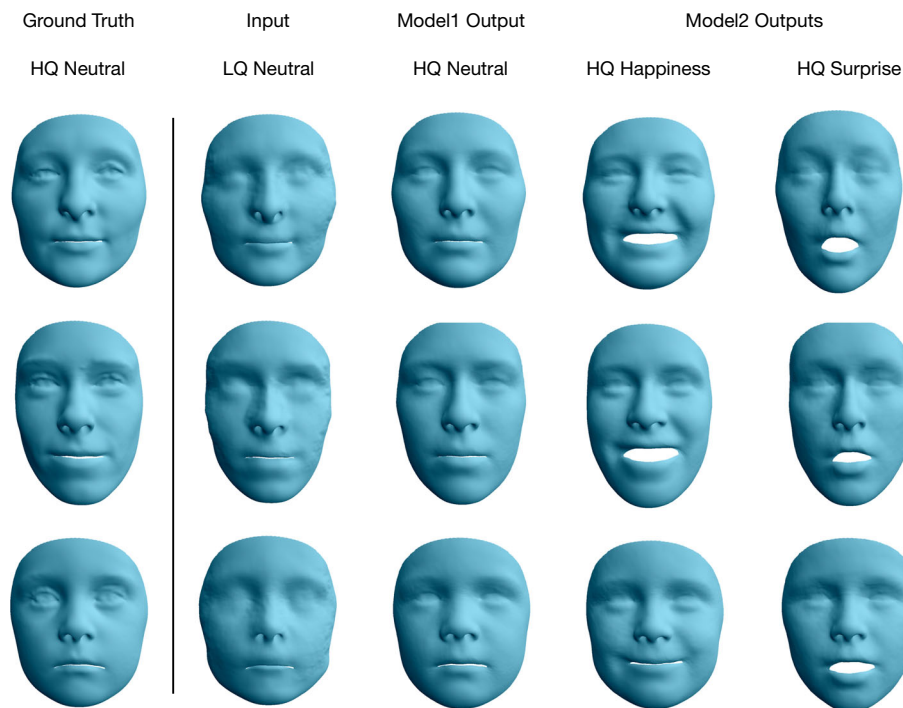 Ground Truth Input Model1 Output Model2 Outputs
HQ Neutral LQ Neutral HQ Neutral HQ Happiness HQ Surprise